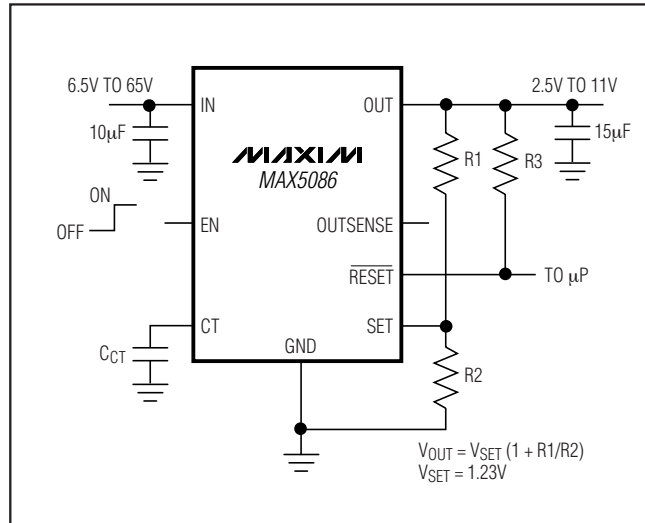 6.5V TO 65V
IN
OUT
2.5V TO 11V
10µF
MAXIM
MAX5086
R1
R3
15µF
ON
OFF
EN
OUTSENSE
RESET
TO µP
CT
SET
CCT
GND
R2
VOUT = VSET (1 + R1/R2)
VSET = 1.23V